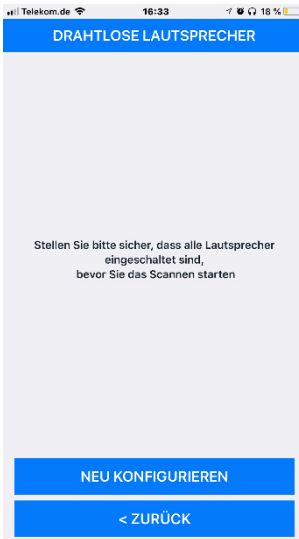 Telekom.de 16:33 18 %
DRAHTLOSE LAUTSPRECHER
Stellen Sie bitte sicher, dass alle Lautsprecher
eingeschaltet sind,
bevor Sie das Scannen starten
NEU KONFIGURIEREN
< ZURÜCK